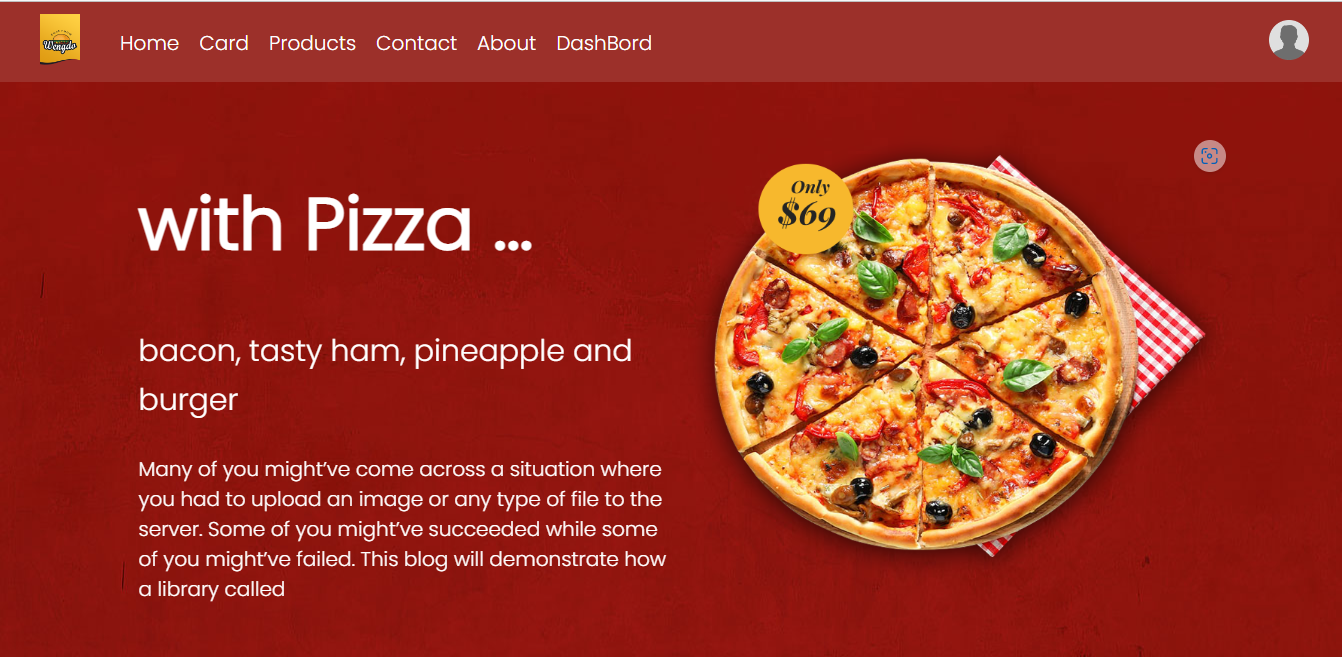 Wengdo
Home Card Products Contact About DashBord
Only
$69
with Pizza ...
bacon, tasty ham, pineapple and
burger
Many of you might’ve come across a situation where
you had to upload an image or any type of file to the
server. Some of you might’ve succeeded while some
of you might’ve failed. This blog will demonstrate how
a library called